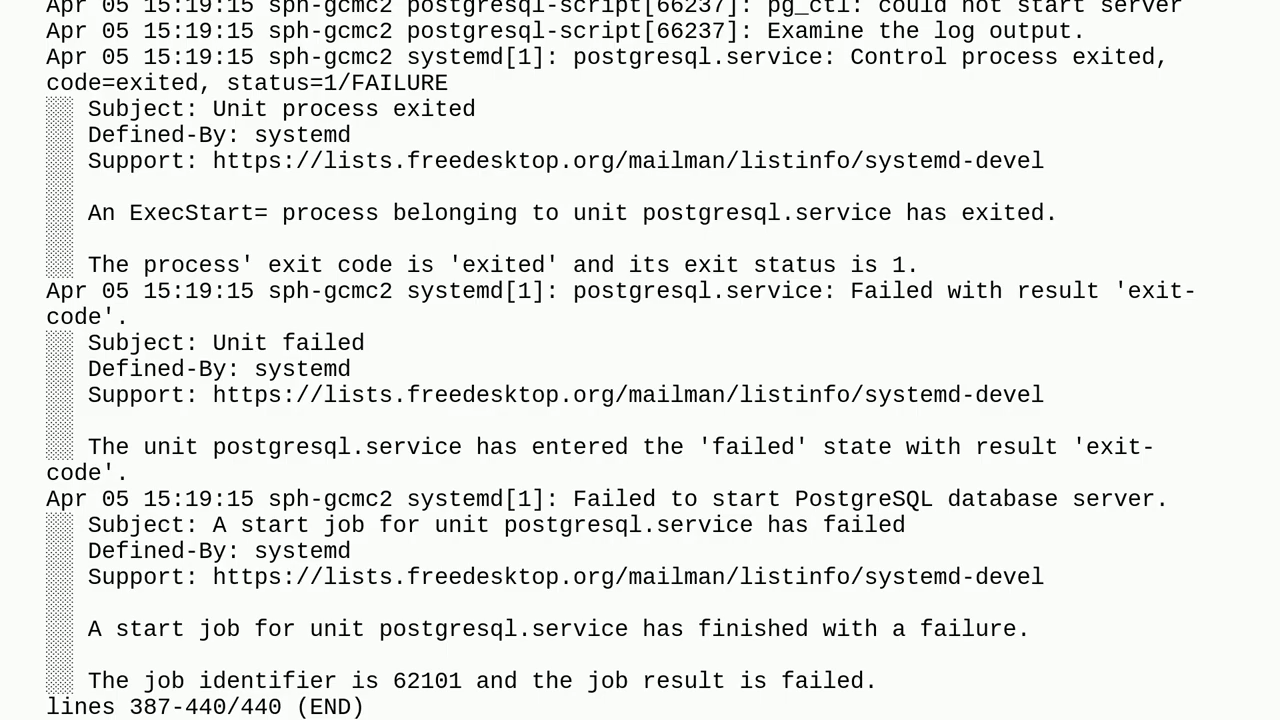 Apr 05 15:19:15 sph-gcmc2 postgresql-script[66237]: pg_ctl: could not start server
Apr 05 15:19:15 sph-gcmc2 postgresql-script[66237]: Examine the log output.
Apr 05 15:19:15 sph-gcmc2 systemd[1]: postgresql.service: Control process exited,
code=exited, status=1/FAILURE
░░ Subject: Unit process exited
░░ Defined-By: systemd
░░ Support: https://lists.freedesktop.org/mailman/listinfo/systemd-devel
░░
░░ An ExecStart= process belonging to unit postgresql.service has exited.
░░
░░ The process' exit code is 'exited' and its exit status is 1.
Apr 05 15:19:15 sph-gcmc2 systemd[1]: postgresql.service: Failed with result 'exit-
code'.
░░ Subject: Unit failed
░░ Defined-By: systemd
░░ Support: https://lists.freedesktop.org/mailman/listinfo/systemd-devel
░░
░░ The unit postgresql.service has entered the 'failed' state with result 'exit-
code'.
Apr 05 15:19:15 sph-gcmc2 systemd[1]: Failed to start PostgreSQL database server.
░░ Subject: A start job for unit postgresql.service has failed
░░ Defined-By: systemd
░░ Support: https://lists.freedesktop.org/mailman/listinfo/systemd-devel
░░
░░ A start job for unit postgresql.service has finished with a failure.
░░
░░ The job identifier is 62101 and the job result is failed.
lines 387-440/440 (END)